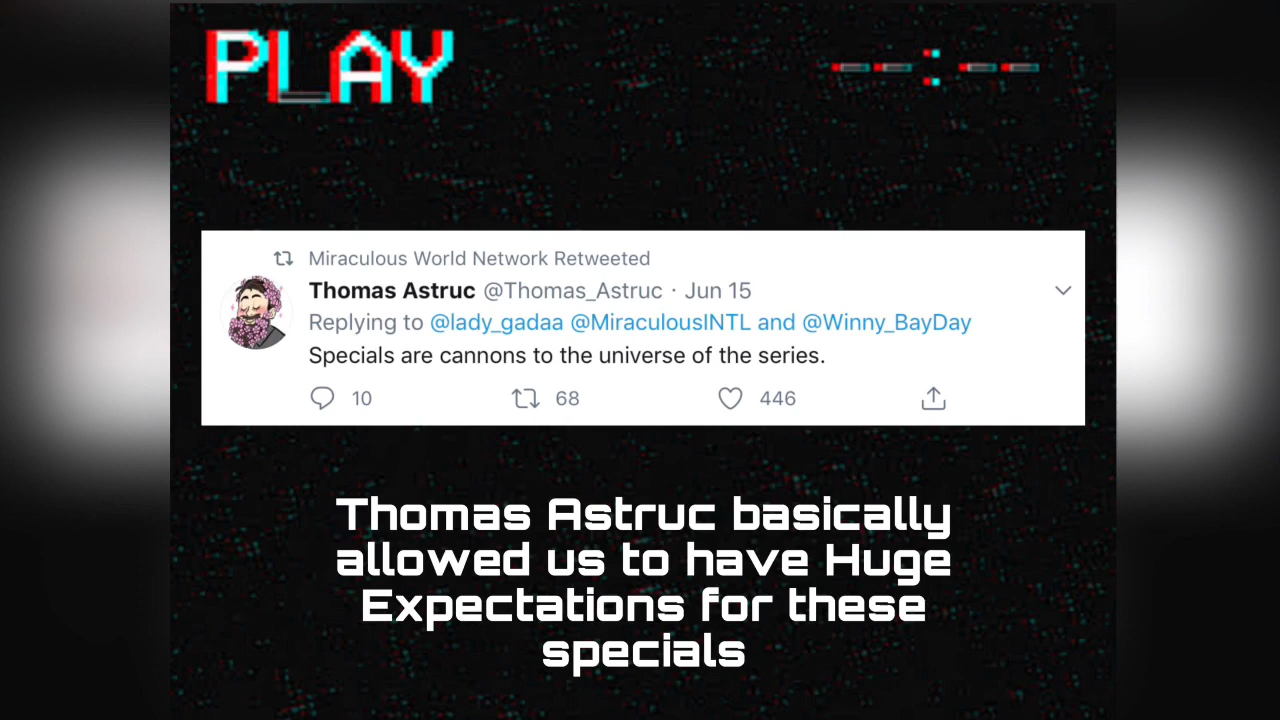 PLAY --:--
Miraculous World Network Retweeted
Thomas Astruc @Thomas_Astruc · Jun 15
Replying to @lady_gadaa @MiraculousINTL and @Winny_BayDay
Specials are cannons to the universe of the series.
10 68 446
Thomas Astruc basically
allowed us to have Huge
Expectations for these
specials